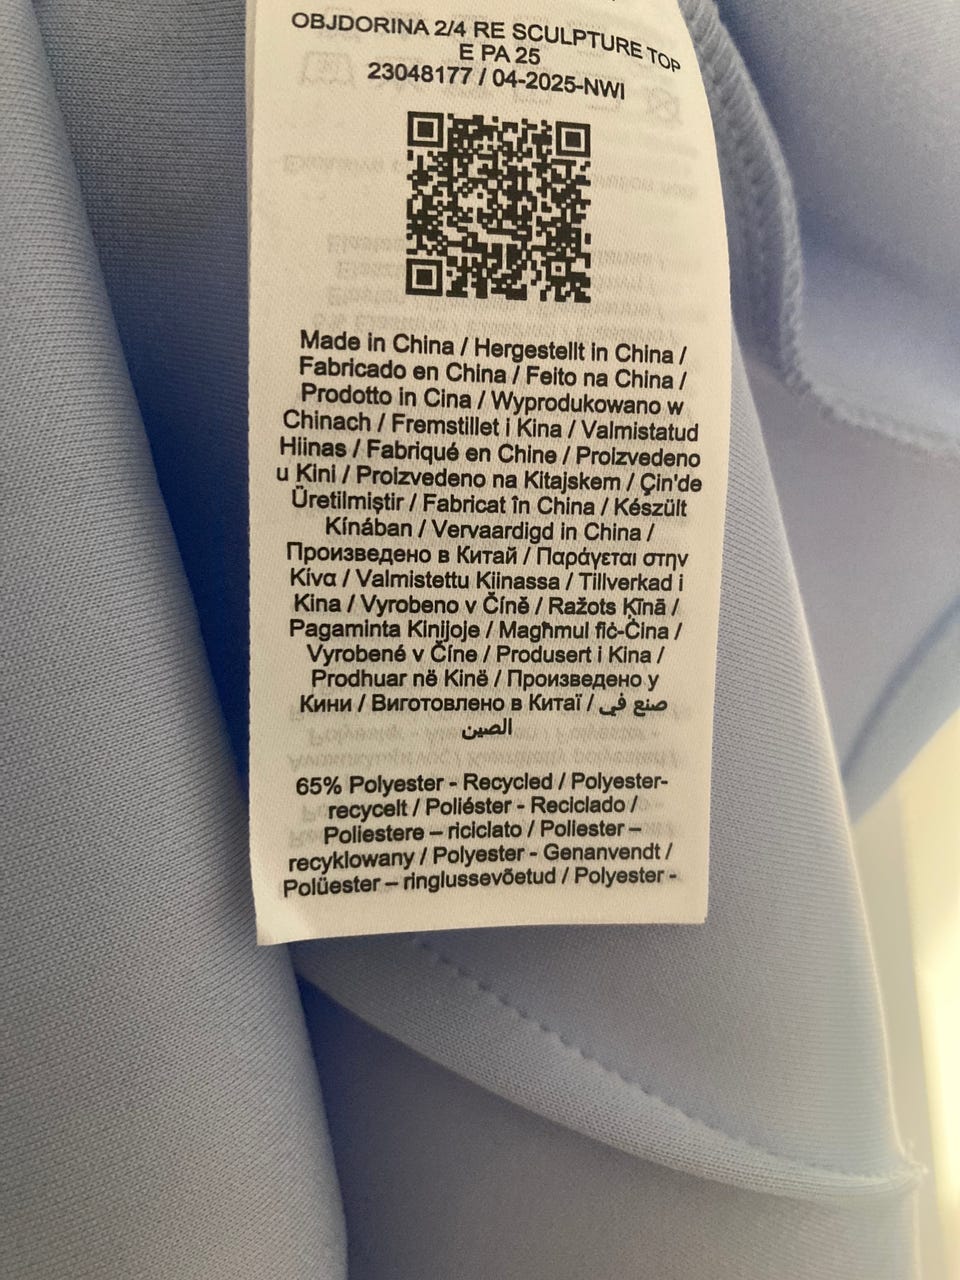 OBJDORINA 2/4 RE SCULPTURE TOP
E PA 25
23048177 / 04-2025-NWI
Made in China / Hergestellt in China /
Fabricado en China / Feito na China /
Prodotto in Cina / Wyprodukowano w
Chinach / Fremstillet i Kina / Valmistatud
Hiinas / Fabriqué en Chine / Proizvedeno
u Kini / Proizvedeno na Kitajskem / Çin'de
Üretilmiştir / Fabricat în China / Készült
Kínában / Vervaardigd in China /
Произведено в Китай / Παράγεται στην
Κίνα / Valmistettu Kiinassa / Tillverkad i
Kina / Vyrobeno v Číně / Ražots Ķīnā /
Pagaminta Kinijoje / Magħmul fiċ-Ċina /
Vyrobené v Číne / Produsert i Kina /
Prodhuar në Kinë / Произведено у
Кини / Виготовлено в Китаї / صنع في
الصين
65% Polyester - Recycled / Polyester-
recycelt / Poliéster - Reciclado /
Poliestere – riciclato / Poliester –
recyklowany / Polyester - Genanvendt /
Polüester – ringlussevõetud / Polyester -